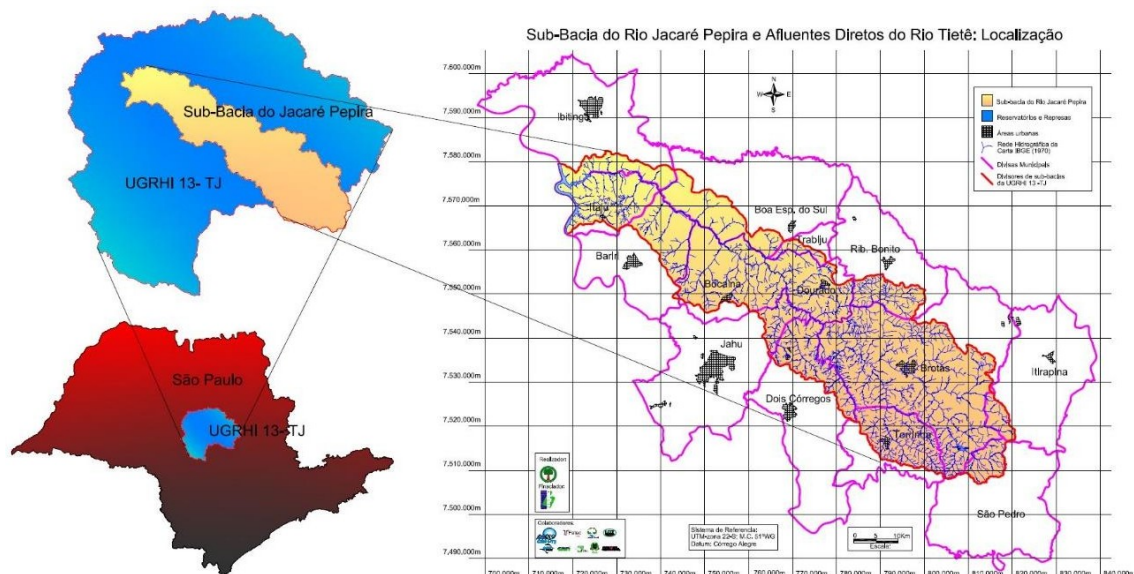 Sub-Bacia do Jacaré Pepira
UGRHI 13- TJ
São Paulo
UGRHI 13- TJ
Sub-Bacia do Rio Jacaré Pepira e Afluentes Diretos do Rio Tietê: Localização
7.600.000m
7.590.000m
7.580.000m
7.570.000m
7.560.000m
7.550.000m
7.540.000m
7.530.000m
7.520.000m
7.510.000m
7.500.000m
7.490.000m
N
W
E
Sub-bacia do Rio Jacaré Pepira
Reservatórios e Represas
Áreas urbanas
Rede Hidrográfica da
Carta IBGE (1970)
Divisas Municipais
Divisores de sub-bacias
da UGRHI 13 -TJ
Ibitinga
Itaju
Boa Esp. do Sul
Trabiju
Rib. Bonito
Bariri
Bocaina
Dourado
Jahu
Brotas
Itirapina
Dois Córregos
Torrinha
São Pedro
Realizador:
Financiador:
Colaboradores:
Sistema de Referencia:
UTM-zona 22-S; M.C. 51ºWG
Datum: Córrego Alegre
0 5 10Km
Escala:
700.000m 710.000m 720.000m 730.000m 740.000m 750.000m 760.000m 770.000m 780.000m 790.000m 800.000m 810.000m 820.000m 830.000m 840.000m